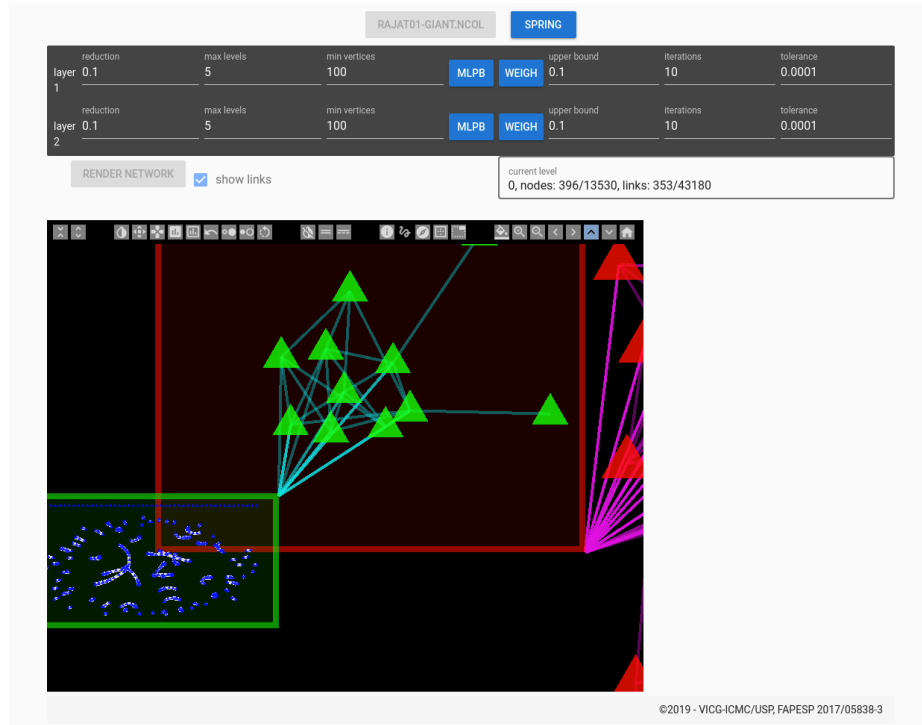 RAJAT01-GIANT.NCOL SPRING
reduction max levels min vertices upper bound iterations tolerance
layer 1 0.1 5 100 MLPB WEIGH 0.1 10 0.0001
reduction max levels min vertices upper bound iterations tolerance
layer 2 0.1 5 100 MLPB WEIGH 0.1 10 0.0001
RENDER NETWORK show links
current level
0, nodes: 396/13530, links: 353/43180
©2019 - VICG-ICMC/USP, FAPESP 2017/05838-3